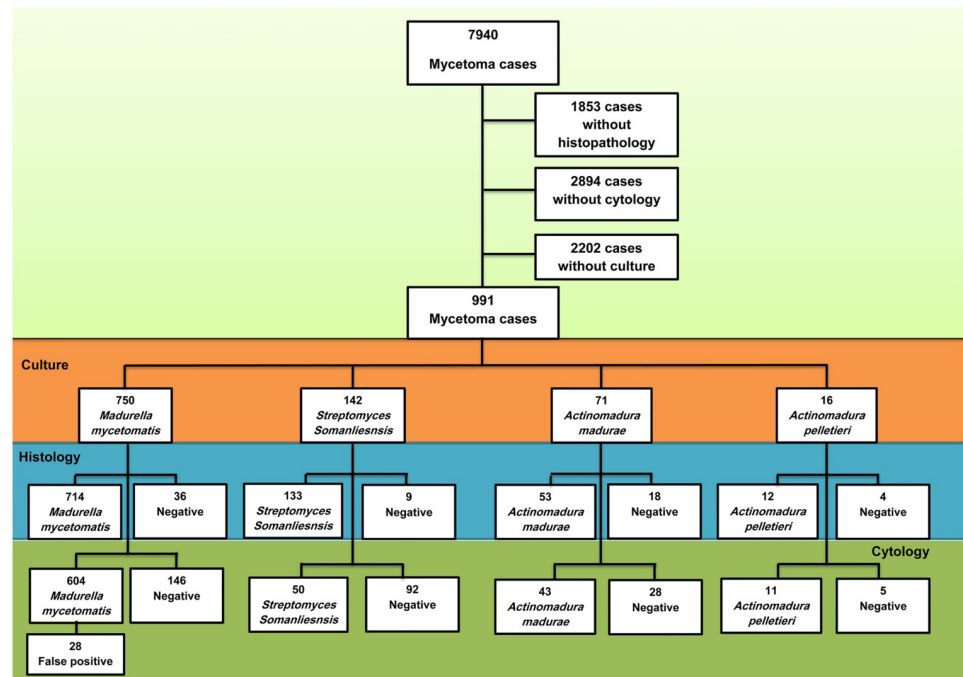 7940
Mycetoma cases
1853 cases
without
histopathology
2894 cases
without cytology
2202 cases
without culture
991
Mycetoma cases
Culture
750
Madurella
mycetomatis
142
Streptomyces
Somanliesnsis
71
Actinomadura
madurae
16
Actinomadura
pelletieri
Histology
714
Madurella
mycetomatis
36
Negative
133
Streptomyces
Somanliesnsis
9
Negative
53
Actinomadura
madurae
18
Negative
12
Actinomadura
pelletieri
4
Negative
Cytology
604
Madurella
mycetomatis
146
Negative
50
Streptomyces
Somanliesnsis
92
Negative
43
Actinomadura
madurae
28
Negative
11
Actinomadura
pelletieri
5
Negative
28
False positive